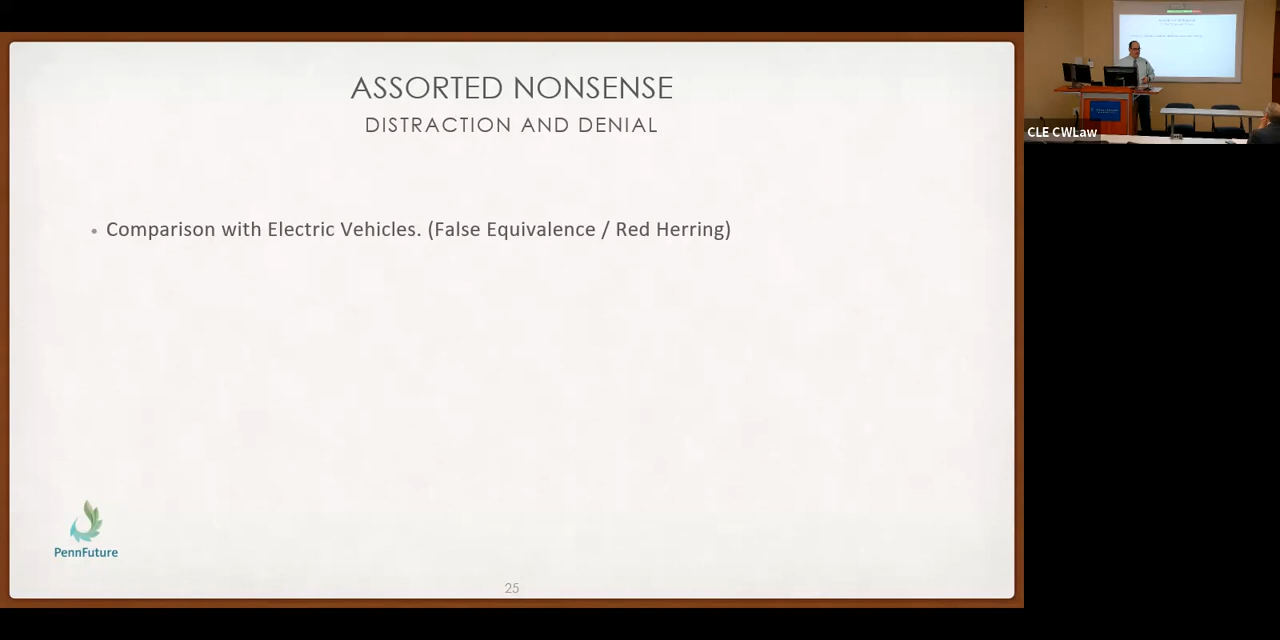 ASSORTED NONSENSE
DISTRACTION AND DENIAL
• Comparison with Electric Vehicles. (False Equivalence / Red Herring)
PennFuture
25
CLE CWLaw